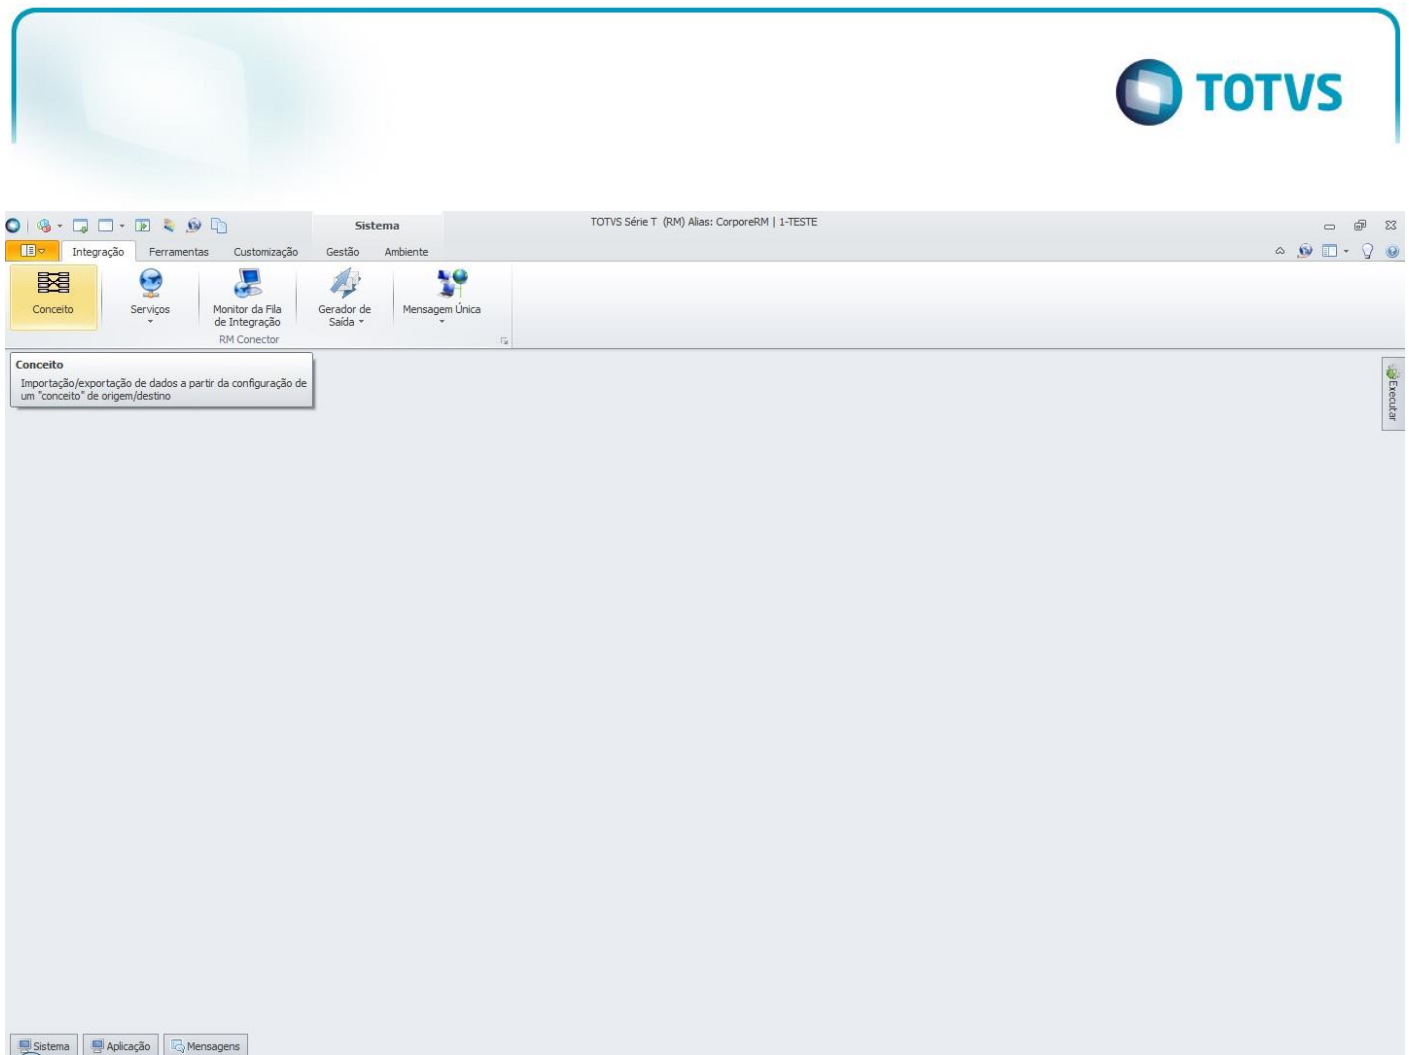 TOTVS
Sistema
TOTVS Série T (RM) Alias: CorporeRM | 1-TESTE
Integração Ferramentas Customização Gestão Ambiente
Conceito Serviços Monitor da Fila de Integração Gerador de Saída Mensagem Única
RM Conector
Conceito
Importação/exportação de dados a partir da configuração de
um "conceito" de origem/destino
Executar
Sistema Aplicação Mensagens